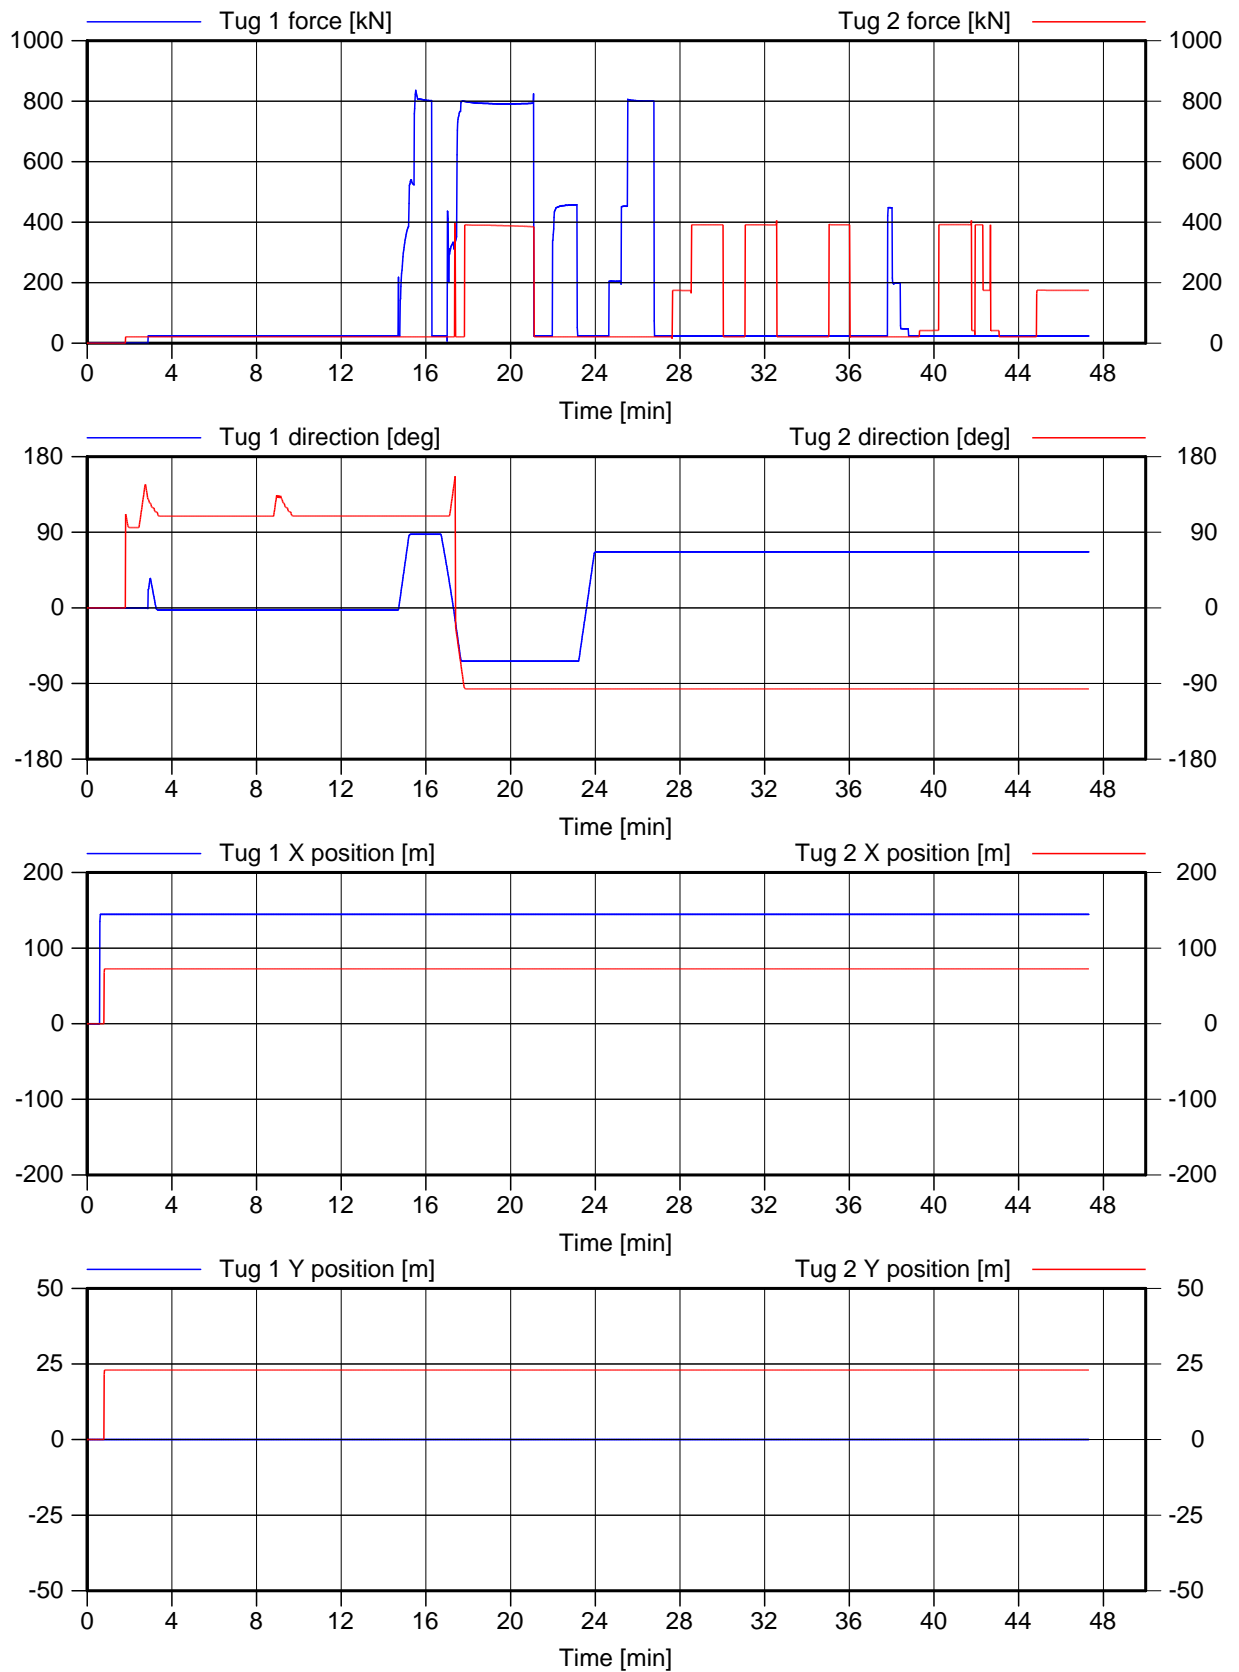 Tug 1 force [kN] Tug 2 force [kN]
1000 1000
800 800
600 600
400 400
200 200
0 0
0 4 8 12 16 20 24 28 32 36 40 44 48
Time [min]
Tug 1 direction [deg] Tug 2 direction [deg]
180 180
90 90
0 0
-90 -90
-180 -180
0 4 8 12 16 20 24 28 32 36 40 44 48
Time [min]
Tug 1 X position [m] Tug 2 X position [m]
200 200
100 100
0 0
-100 -100
-200 -200
0 4 8 12 16 20 24 28 32 36 40 44 48
Time [min]
Tug 1 Y position [m] Tug 2 Y position [m]
50 50
25 25
0 0
-25 -25
-50 -50
0 4 8 12 16 20 24 28 32 36 40 44 48
Time [min]